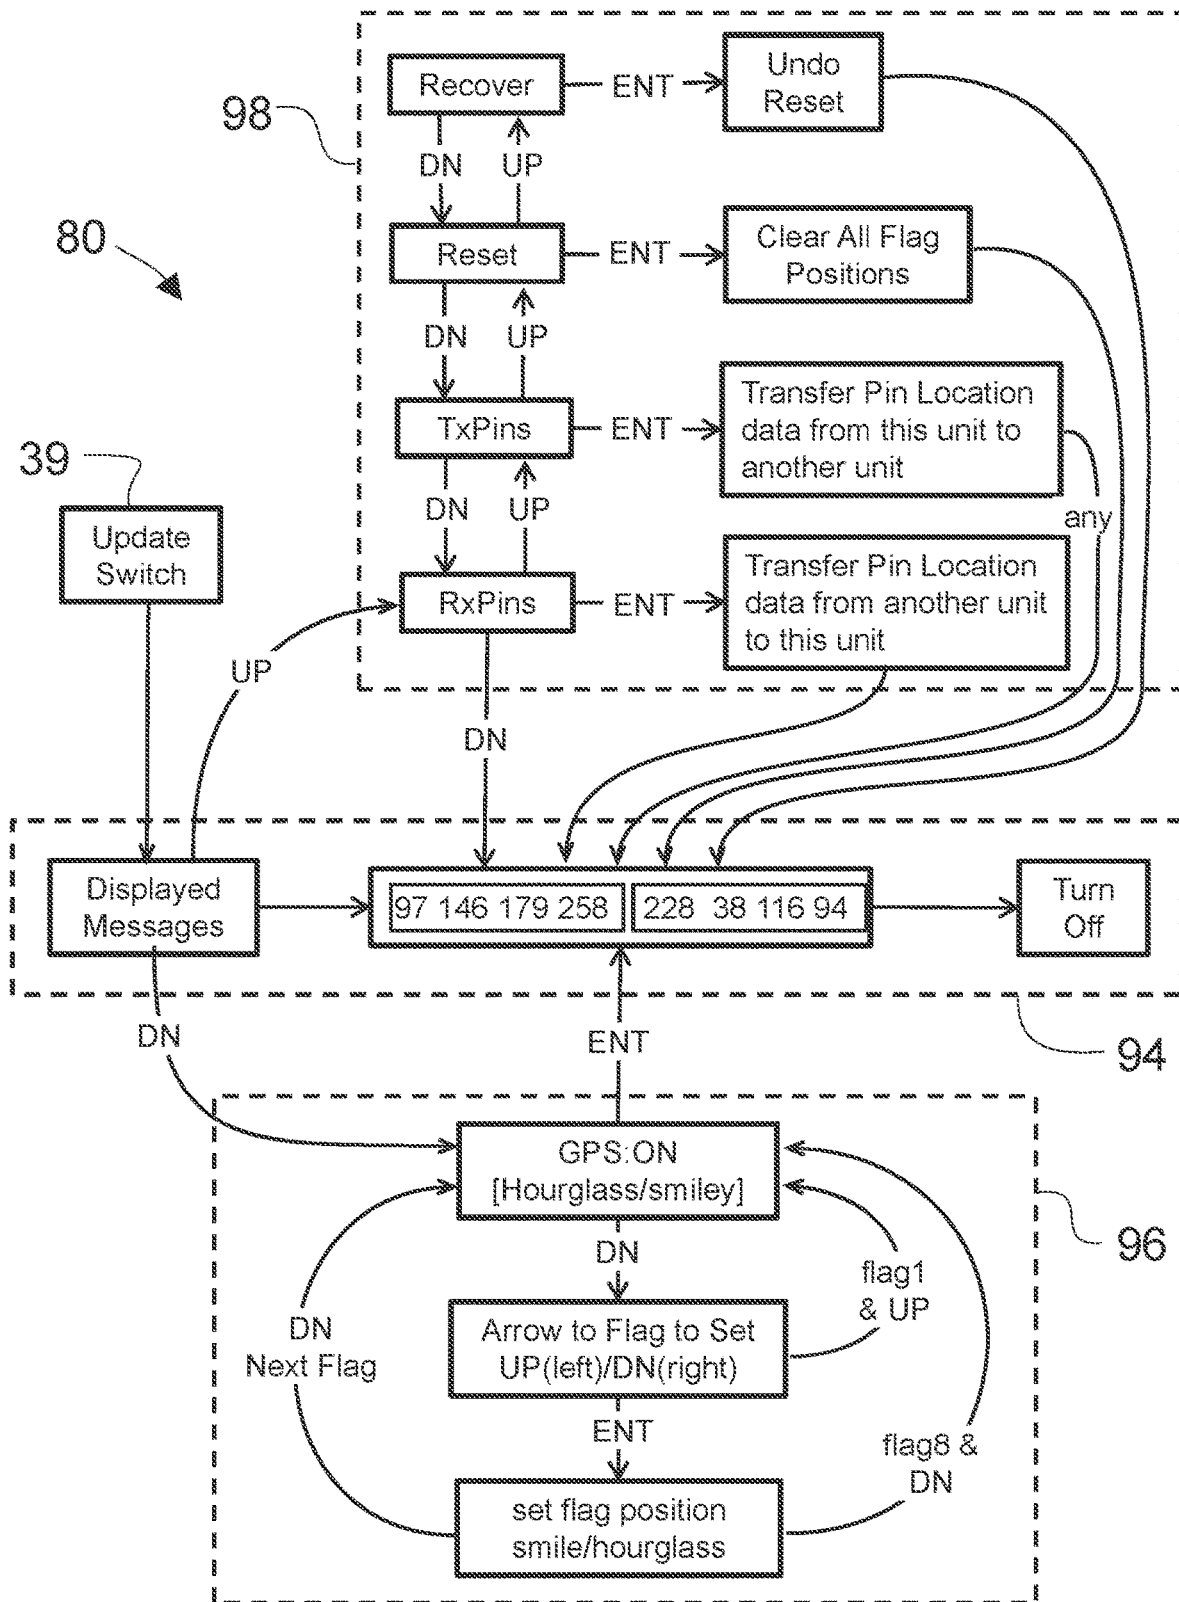 Recover
ENT
Undo
Reset
98
DN
UP
80
Reset
ENT
Clear All Flag
Positions
DN
UP
39
TxPins
ENT
Transfer Pin Location
data from this unit to
another unit
DN
UP
any
Update
Switch
RxPins
ENT
Transfer Pin Location
data from another unit
to this unit
UP
DN
Displayed
Messages
97 146 179 258
228 38 116 94
Turn
Off
DN
ENT
94
GPS:ON
[Hourglass/smiley]
96
DN
flag1
& UP
DN
Next Flag
Arrow to Flag to Set
UP(left)/DN(right)
ENT
flag8 &
DN
set flag position
smile/hourglass